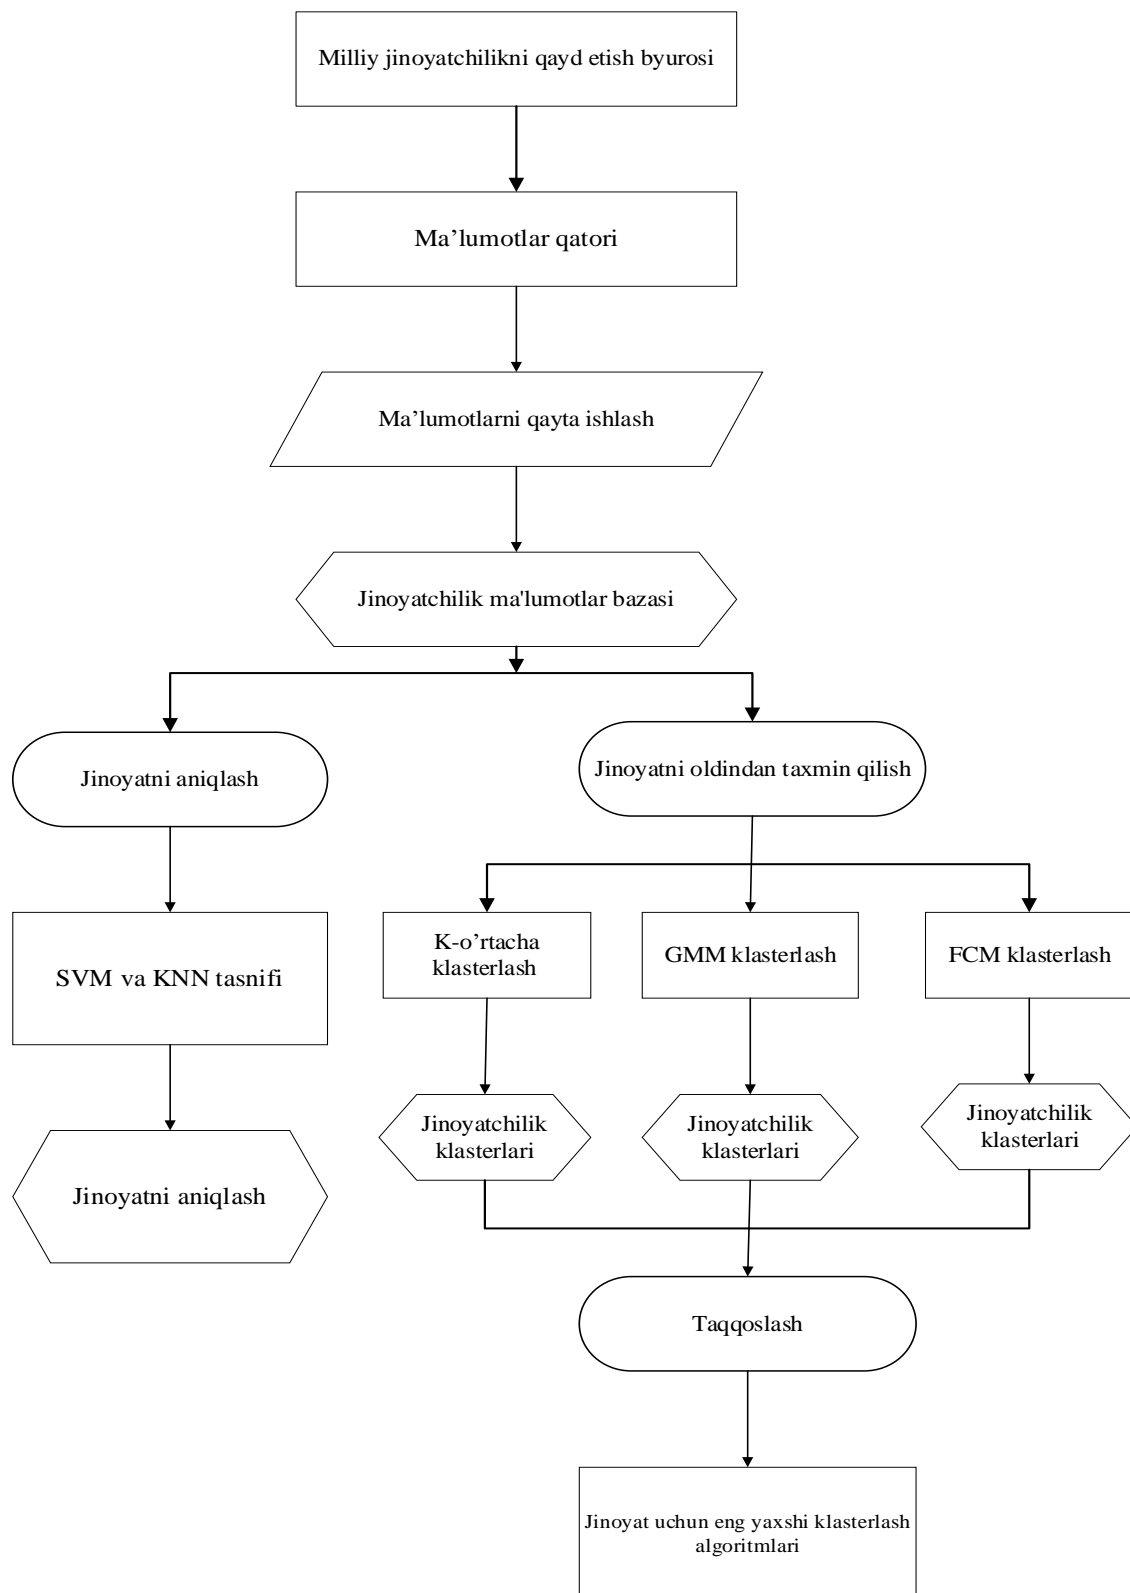 Milliy jinoyatchilikni qayd etish byurosi
Ma’lumotlar qatori
Ma’lumotlarni qayta ishlash
Jinoyatchilik ma'lumotlar bazasi
Jinoyatni aniqlash
Jinoyatni oldindan taxmin qilish
SVM va KNN tasnifi
K-o’rtacha
klasterlash
GMM klasterlash
FCM klasterlash
Jinoyatni aniqlash
Jinoyatchilik
klasterlari
Jinoyatchilik
klasterlari
Jinoyatchilik
klasterlari
Taqqoslash
Jinoyat uchun eng yaxshi klasterlash
algoritmlari